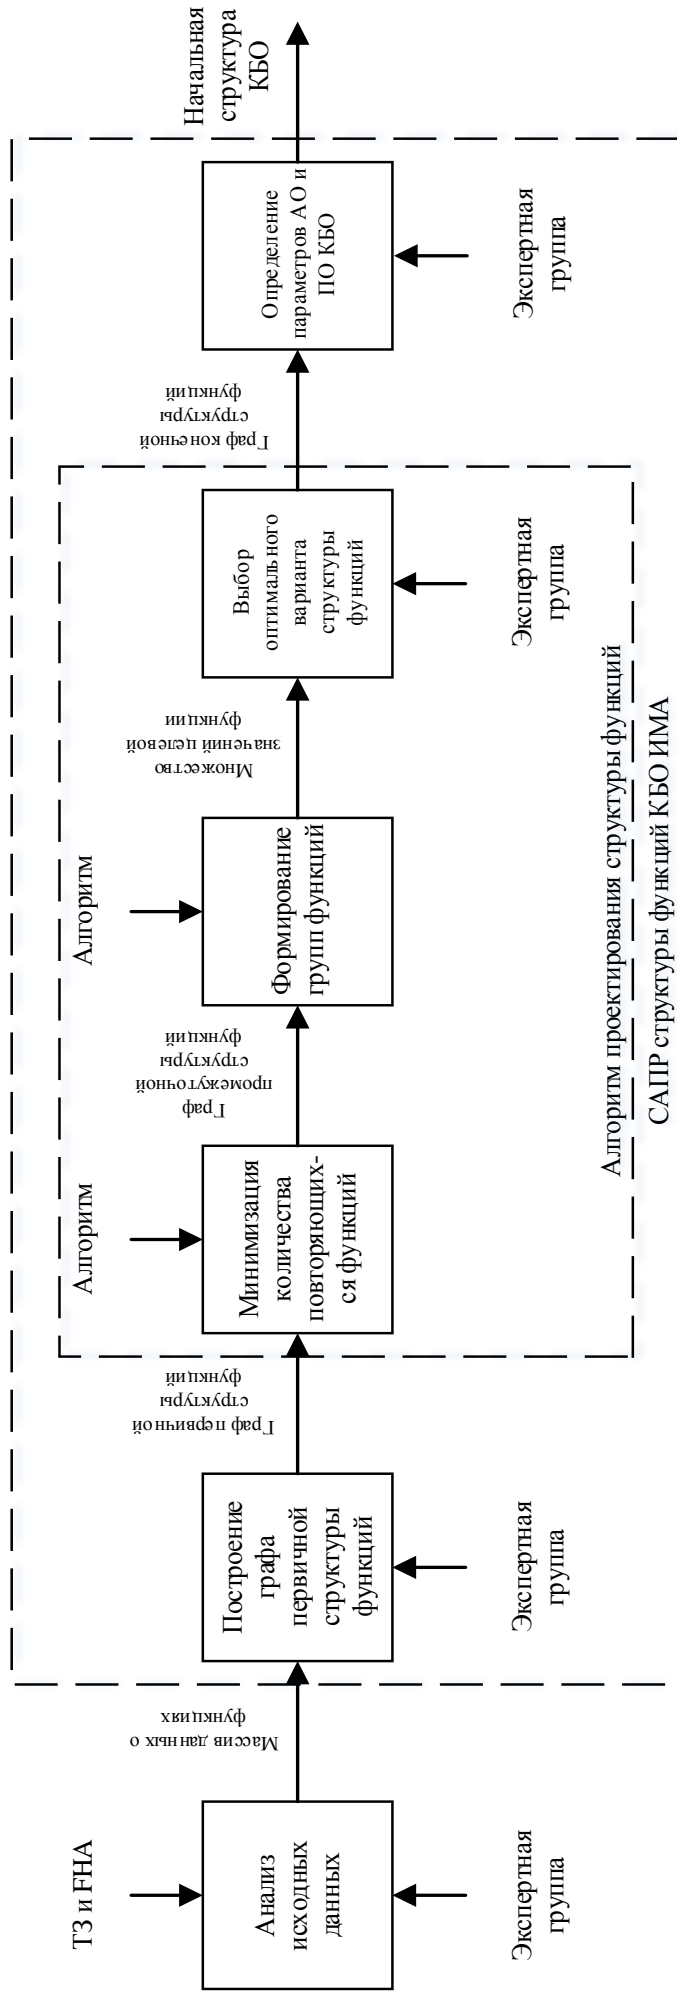 ТЗ и FHA
Анализ
исходных
данных
Экспертная
группа
Массив данных о
функциях
Построение
графа
первичной
структуры
функций
Экспертная
группа
Граф первичной
структуры
функций
Алгоритм
Минимизация
количества
повторяющих-
ся функций
Граф
промежуточной
структуры
функций
Алгоритм
Формирование
групп функций
Множество
значений целевой
функции
Выбор
оптимального
варианта
структуры
функций
Экспертная
группа
Граф конечной
структуры
функций
Определение
параметров АО и
ПО КБО
Экспертная
группа
Начальная
структура
КБО
Алгоритм проектирования структуры функций
САПР структуры функций КБО ИМА